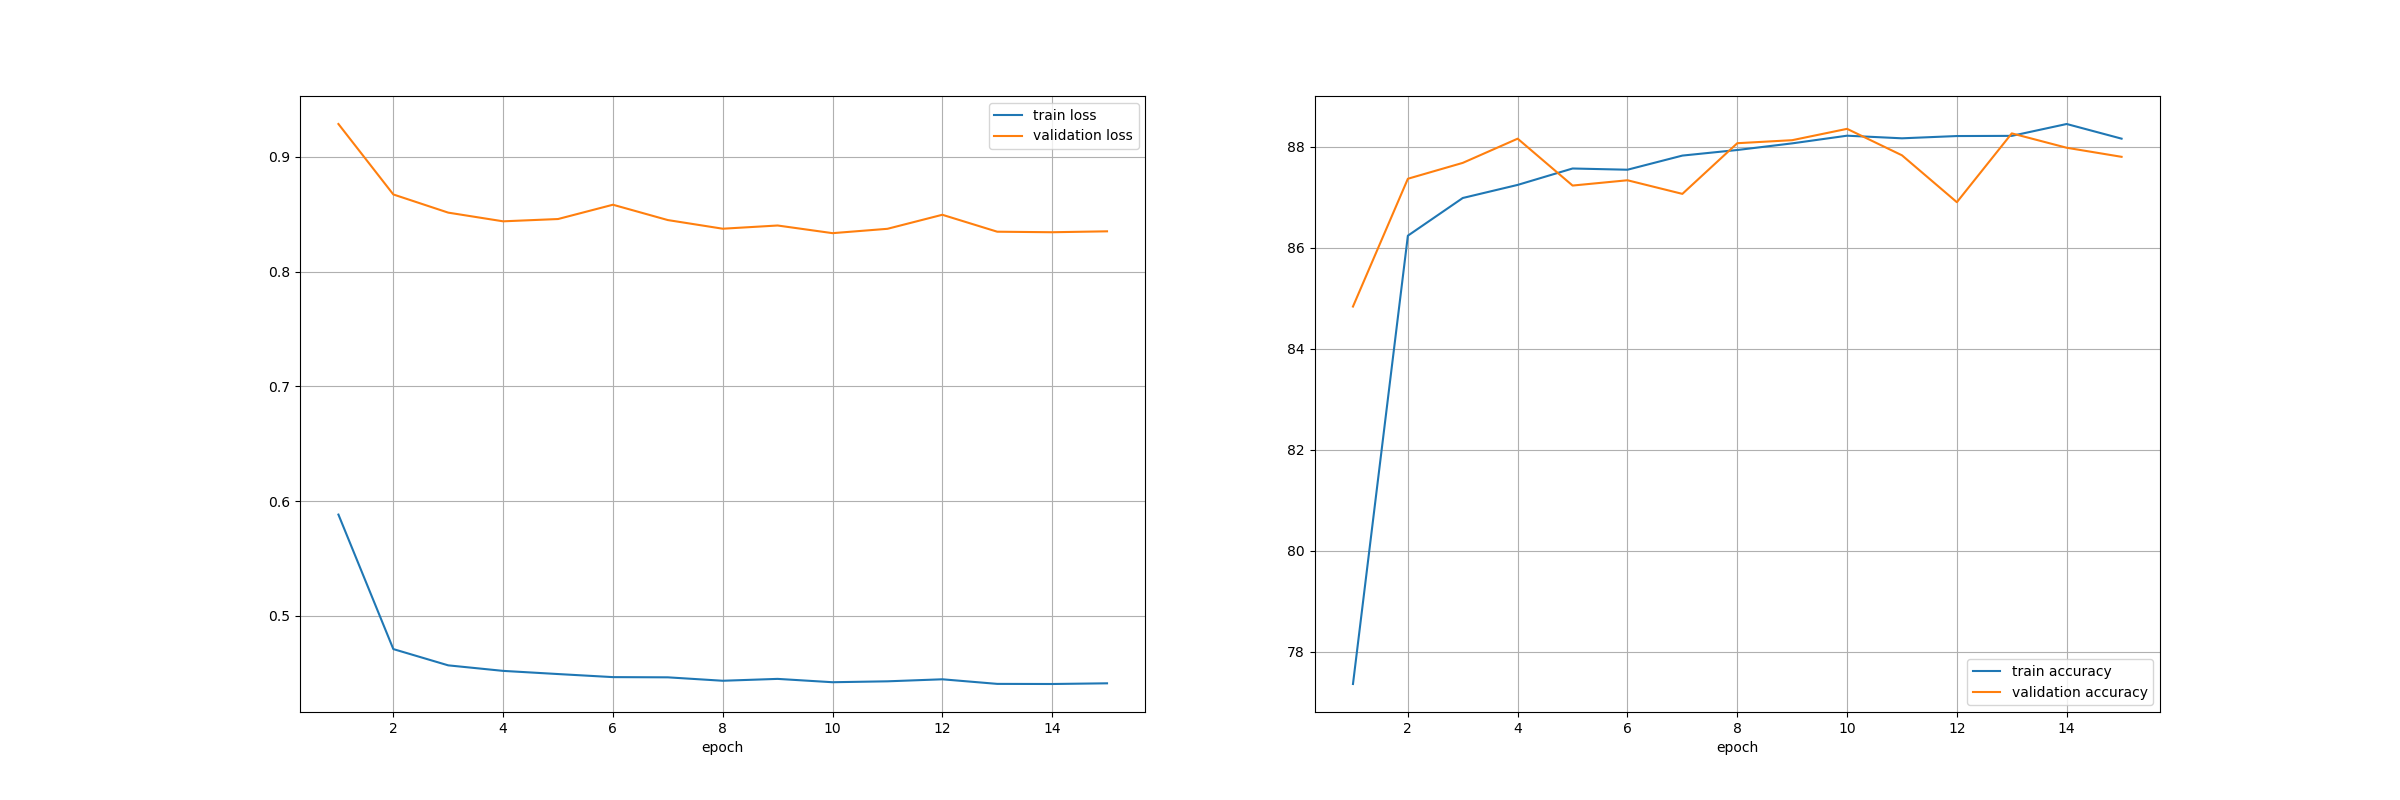 train loss
validation loss
0.9
0.8
0.7
0.6
0.5
2 4 6 8 10 12 14
epoch
88
86
84
82
80
78
train accuracy
validation accuracy
2 4 6 8 10 12 14
epoch